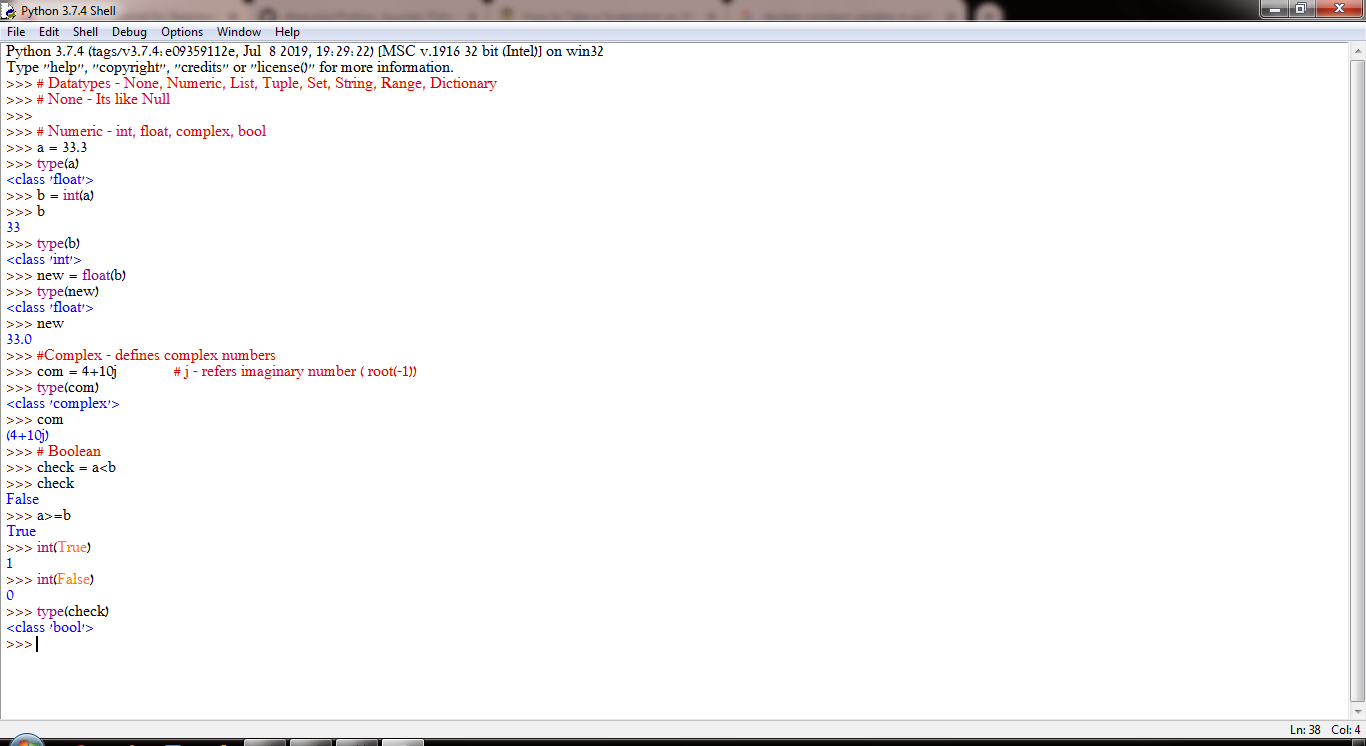 Python 3.7.4 Shell
File Edit Shell Debug Options Window Help
Python 3.7.4 (tags/v3.7.4:e09359112e, Jul  8 2019, 19:29:22) [MSC v.1916 32 bit (Intel)] on win32
Type "help", "copyright", "credits" or "license()" for more information.
>>> # Datatypes - None, Numeric, List, Tuple, Set, String, Range, Dictionary
>>> # None - Its like Null
>>>
>>> # Numeric - int, float, complex, bool
>>> a = 33.3
>>> type(a)
<class 'float'>
>>> b = int(a)
>>> b
33
>>> type(b)
<class 'int'>
>>> new = float(b)
>>> type(new)
<class 'float'>
>>> new
33.0
>>> #Complex - defines complex numbers
>>> com = 4+10j # j - refers imaginary number ( root(-1))
>>> type(com)
<class 'complex'>
>>> com
(4+10j)
>>> # Boolean
>>> check = a<b
>>> check
False
>>> a>=b
True
>>> int(True)
1
>>> int(False)
0
>>> type(check)
<class 'bool'>
>>>
Ln: 38 Col: 4